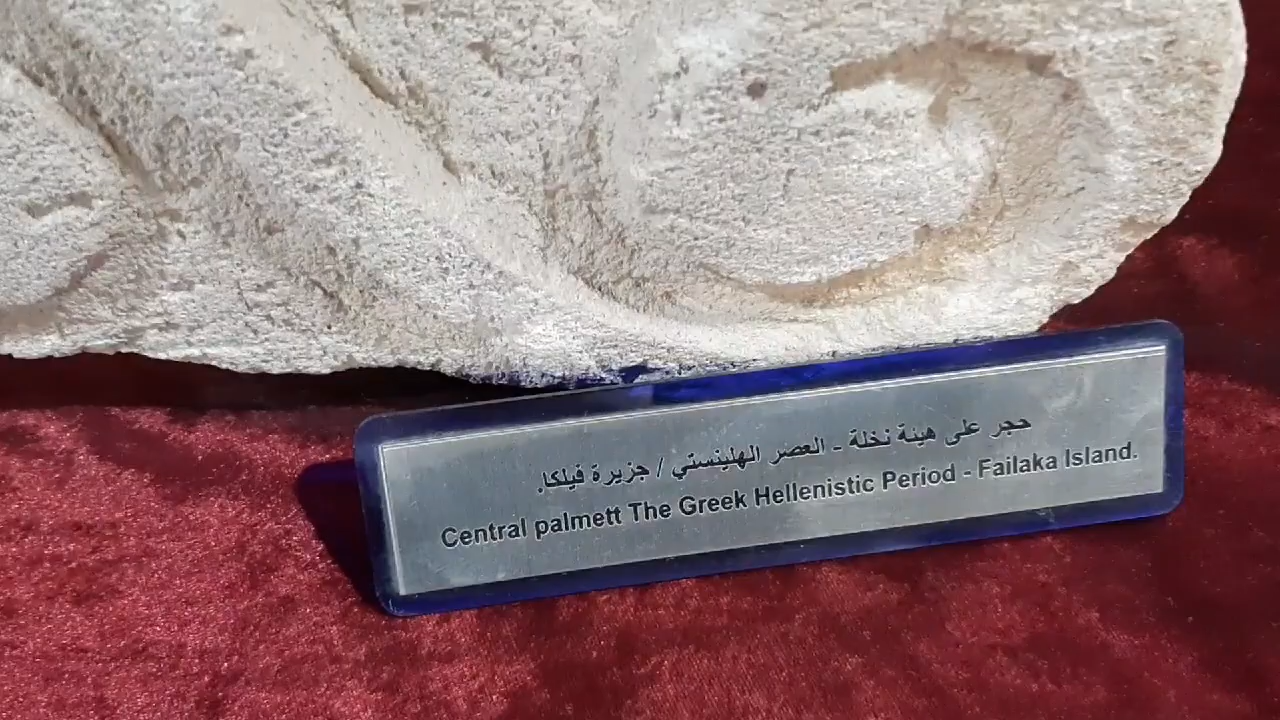 حجر على هيئة نخلة - العصر الهلينستي / جزيرة فيلكا.
Central palmett The Greek Hellenistic Period - Failaka Island.